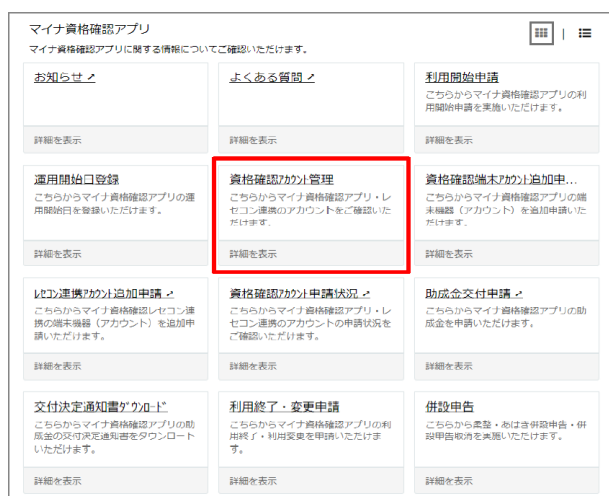 マイナ資格確認アプリ
マイナ資格確認アプリに関する情報についてご確認いただけます。
お知らせ
よくある質問
利用開始申請
こちらからマイナ資格確認アプリの利
用開始申請を実施いただけます。
詳細を表示
詳細を表示
詳細を表示
運用開始日登録
こちらからマイナ資格確認アプリの運
用開始日を登録いただけます。
資格確認ｱｶｳﾝﾄ管理
こちらからマイナ資格確認アプリ・レ
セコン連携のアカウントをご確認いた
だけます。
資格確認端末ｱｶｳﾝﾄ追加申...
こちらからマイナ資格確認アプリの端
末機器（アカウント）を追加申請いた
だけます。
詳細を表示
詳細を表示
詳細を表示
ﾚｾｺﾝ連携ｱｶｳﾝﾄ追加申請
こちらからマイナ資格確認レセコン連
携の端末機器（アカウント）を追加申
請いただけます。
資格確認ｱｶｳﾝﾄ申請状況
こちらからマイナ資格確認アプリ・レ
セコン連携のアカウントの申請状況を
ご確認いただけます。
助成金交付申請
こちらからマイナ資格確認アプリの助
成金を申請いただけます。
詳細を表示
詳細を表示
詳細を表示
交付決定通知書ﾀﾞｳﾝﾛｰﾄﾞ
こちらからマイナ資格確認アプリの助
成金の交付決定通知書をダウンロード
いただけます。
利用終了・変更申請
こちらからマイナ資格確認アプリの利
用終了・利用変更を申請いただけま
す。
併設申告
こちらから柔整・あはき併設申告・併
設申告取消を実施いただけます。
詳細を表示
詳細を表示
詳細を表示